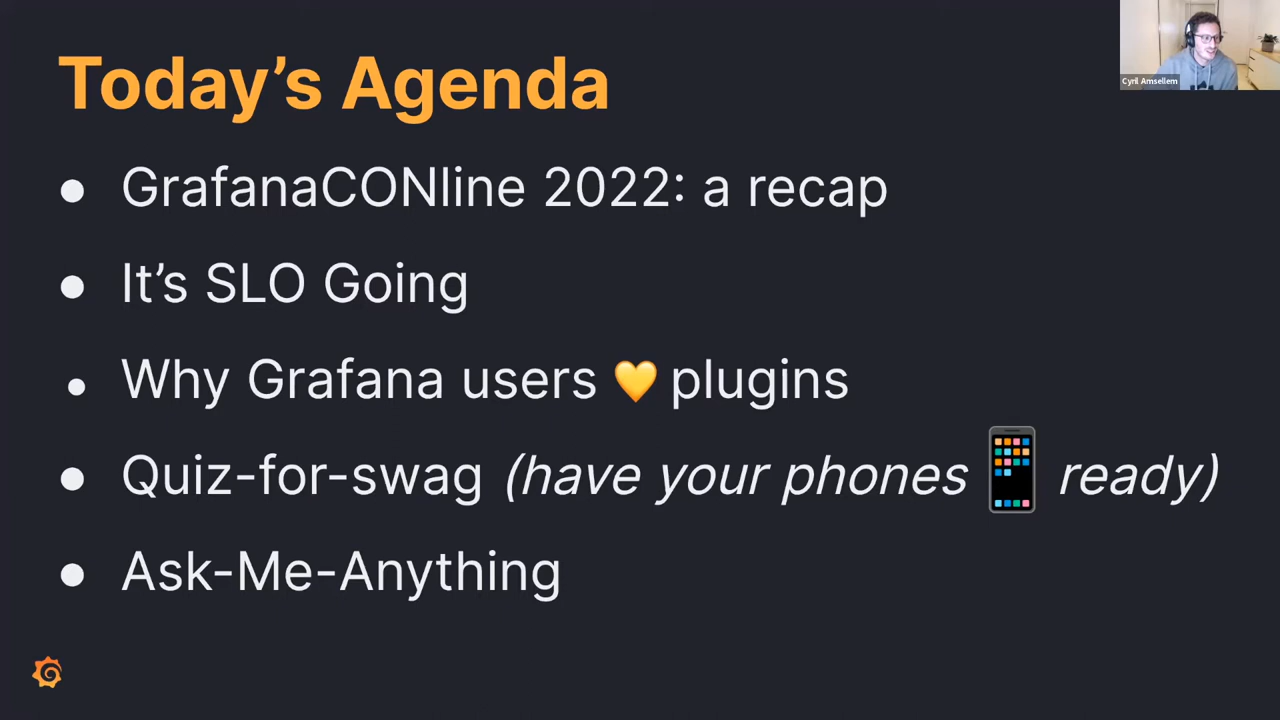 Today’s Agenda
Cyril Amsellem
● GrafanaCONline 2022: a recap
● It’s SLO Going
● Why Grafana users 💛 plugins
● Quiz-for-swag (have your phones 📱 ready)
● Ask-Me-Anything